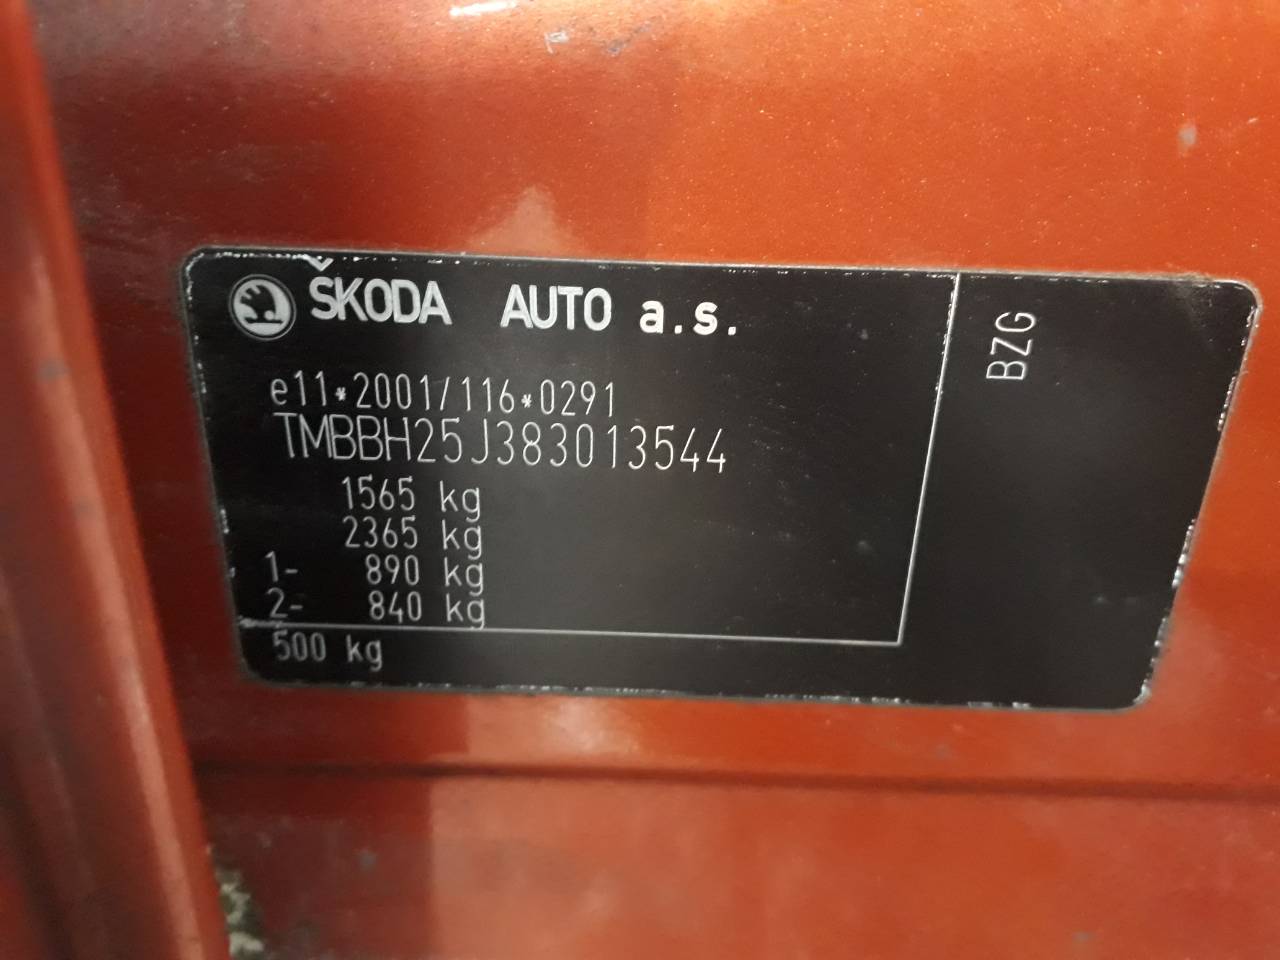 ŠKODA AUTO a.s.
e11*2001/116*0291
TMBBH25J383013544
1565 kg
2365 kg
1- 890 kg
2- 840 kg
500 kg
BZG